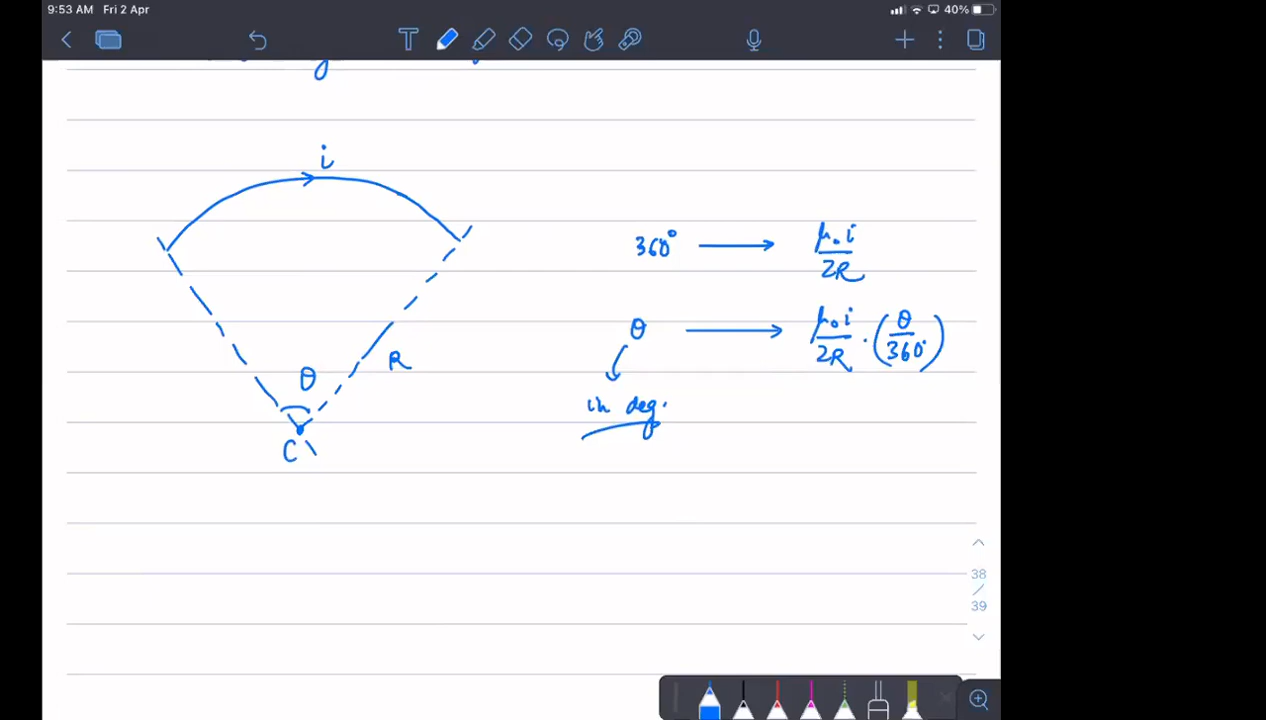 9:53 AM Fri 2 Apr
40%
T
i
360° → μ₀i/2R
θ → μ₀i/2R · (θ/360°)
R
θ
in deg.
C
38
/
39